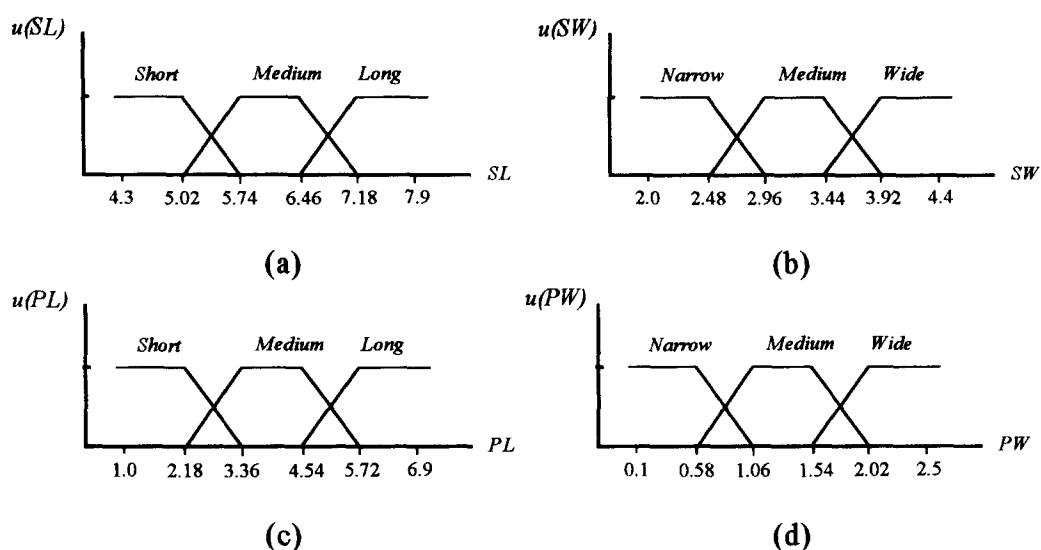 u(SL)
Short Medium Long
SL
4.3 5.02 5.74 6.46 7.18 7.9
(a)
u(SW)
Narrow Medium Wide
SW
2.0 2.48 2.96 3.44 3.92 4.4
(b)
u(PL)
Short Medium Long
PL
1.0 2.18 3.36 4.54 5.72 6.9
(c)
u(PW)
Narrow Medium Wide
PW
0.1 0.58 1.06 1.54 2.02 2.5
(d)